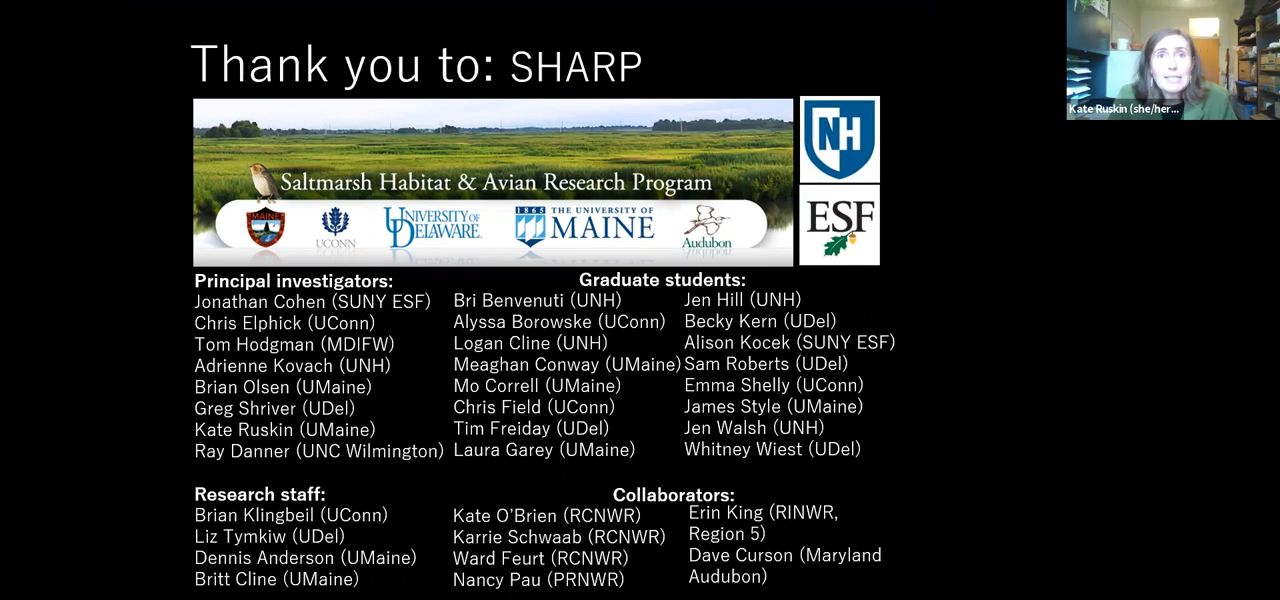 Thank you to: SHARP
Kate Ruskin (she/her...
Saltmarsh Habitat & Avian Research Program
NH
MAINE
UCONN
UNIVERSITY OF DELAWARE
1865 THE UNIVERSITY OF MAINE
Audubon
ESF
Principal investigators:
Jonathan Cohen (SUNY ESF)
Chris Elphick (UConn)
Tom Hodgman (MDIFW)
Adrienne Kovach (UNH)
Brian Olsen (UMaine)
Greg Shriver (UDel)
Kate Ruskin (UMaine)
Ray Danner (UNC Wilmington)
Graduate students:
Bri Benvenuti (UNH)
Alyssa Borowske (UConn)
Logan Cline (UNH)
Meaghan Conway (UMaine)
Mo Correll (UMaine)
Chris Field (UConn)
Tim Freiday (UDel)
Laura Garey (UMaine)
Jen Hill (UNH)
Becky Kern (UDel)
Alison Kocek (SUNY ESF)
Sam Roberts (UDel)
Emma Shelly (UConn)
James Style (UMaine)
Jen Walsh (UNH)
Whitney Wiest (UDel)
Research staff:
Brian Klingbeil (UConn)
Liz Tymkiw (UDel)
Dennis Anderson (UMaine)
Britt Cline (UMaine)
Collaborators:
Kate O'Brien (RCNWR)
Karrie Schwaab (RCNWR)
Ward Feurt (RCNWR)
Nancy Pau (PRNWR)
Erin King (RINWR,
Region 5)
Dave Curson (Maryland
Audubon)